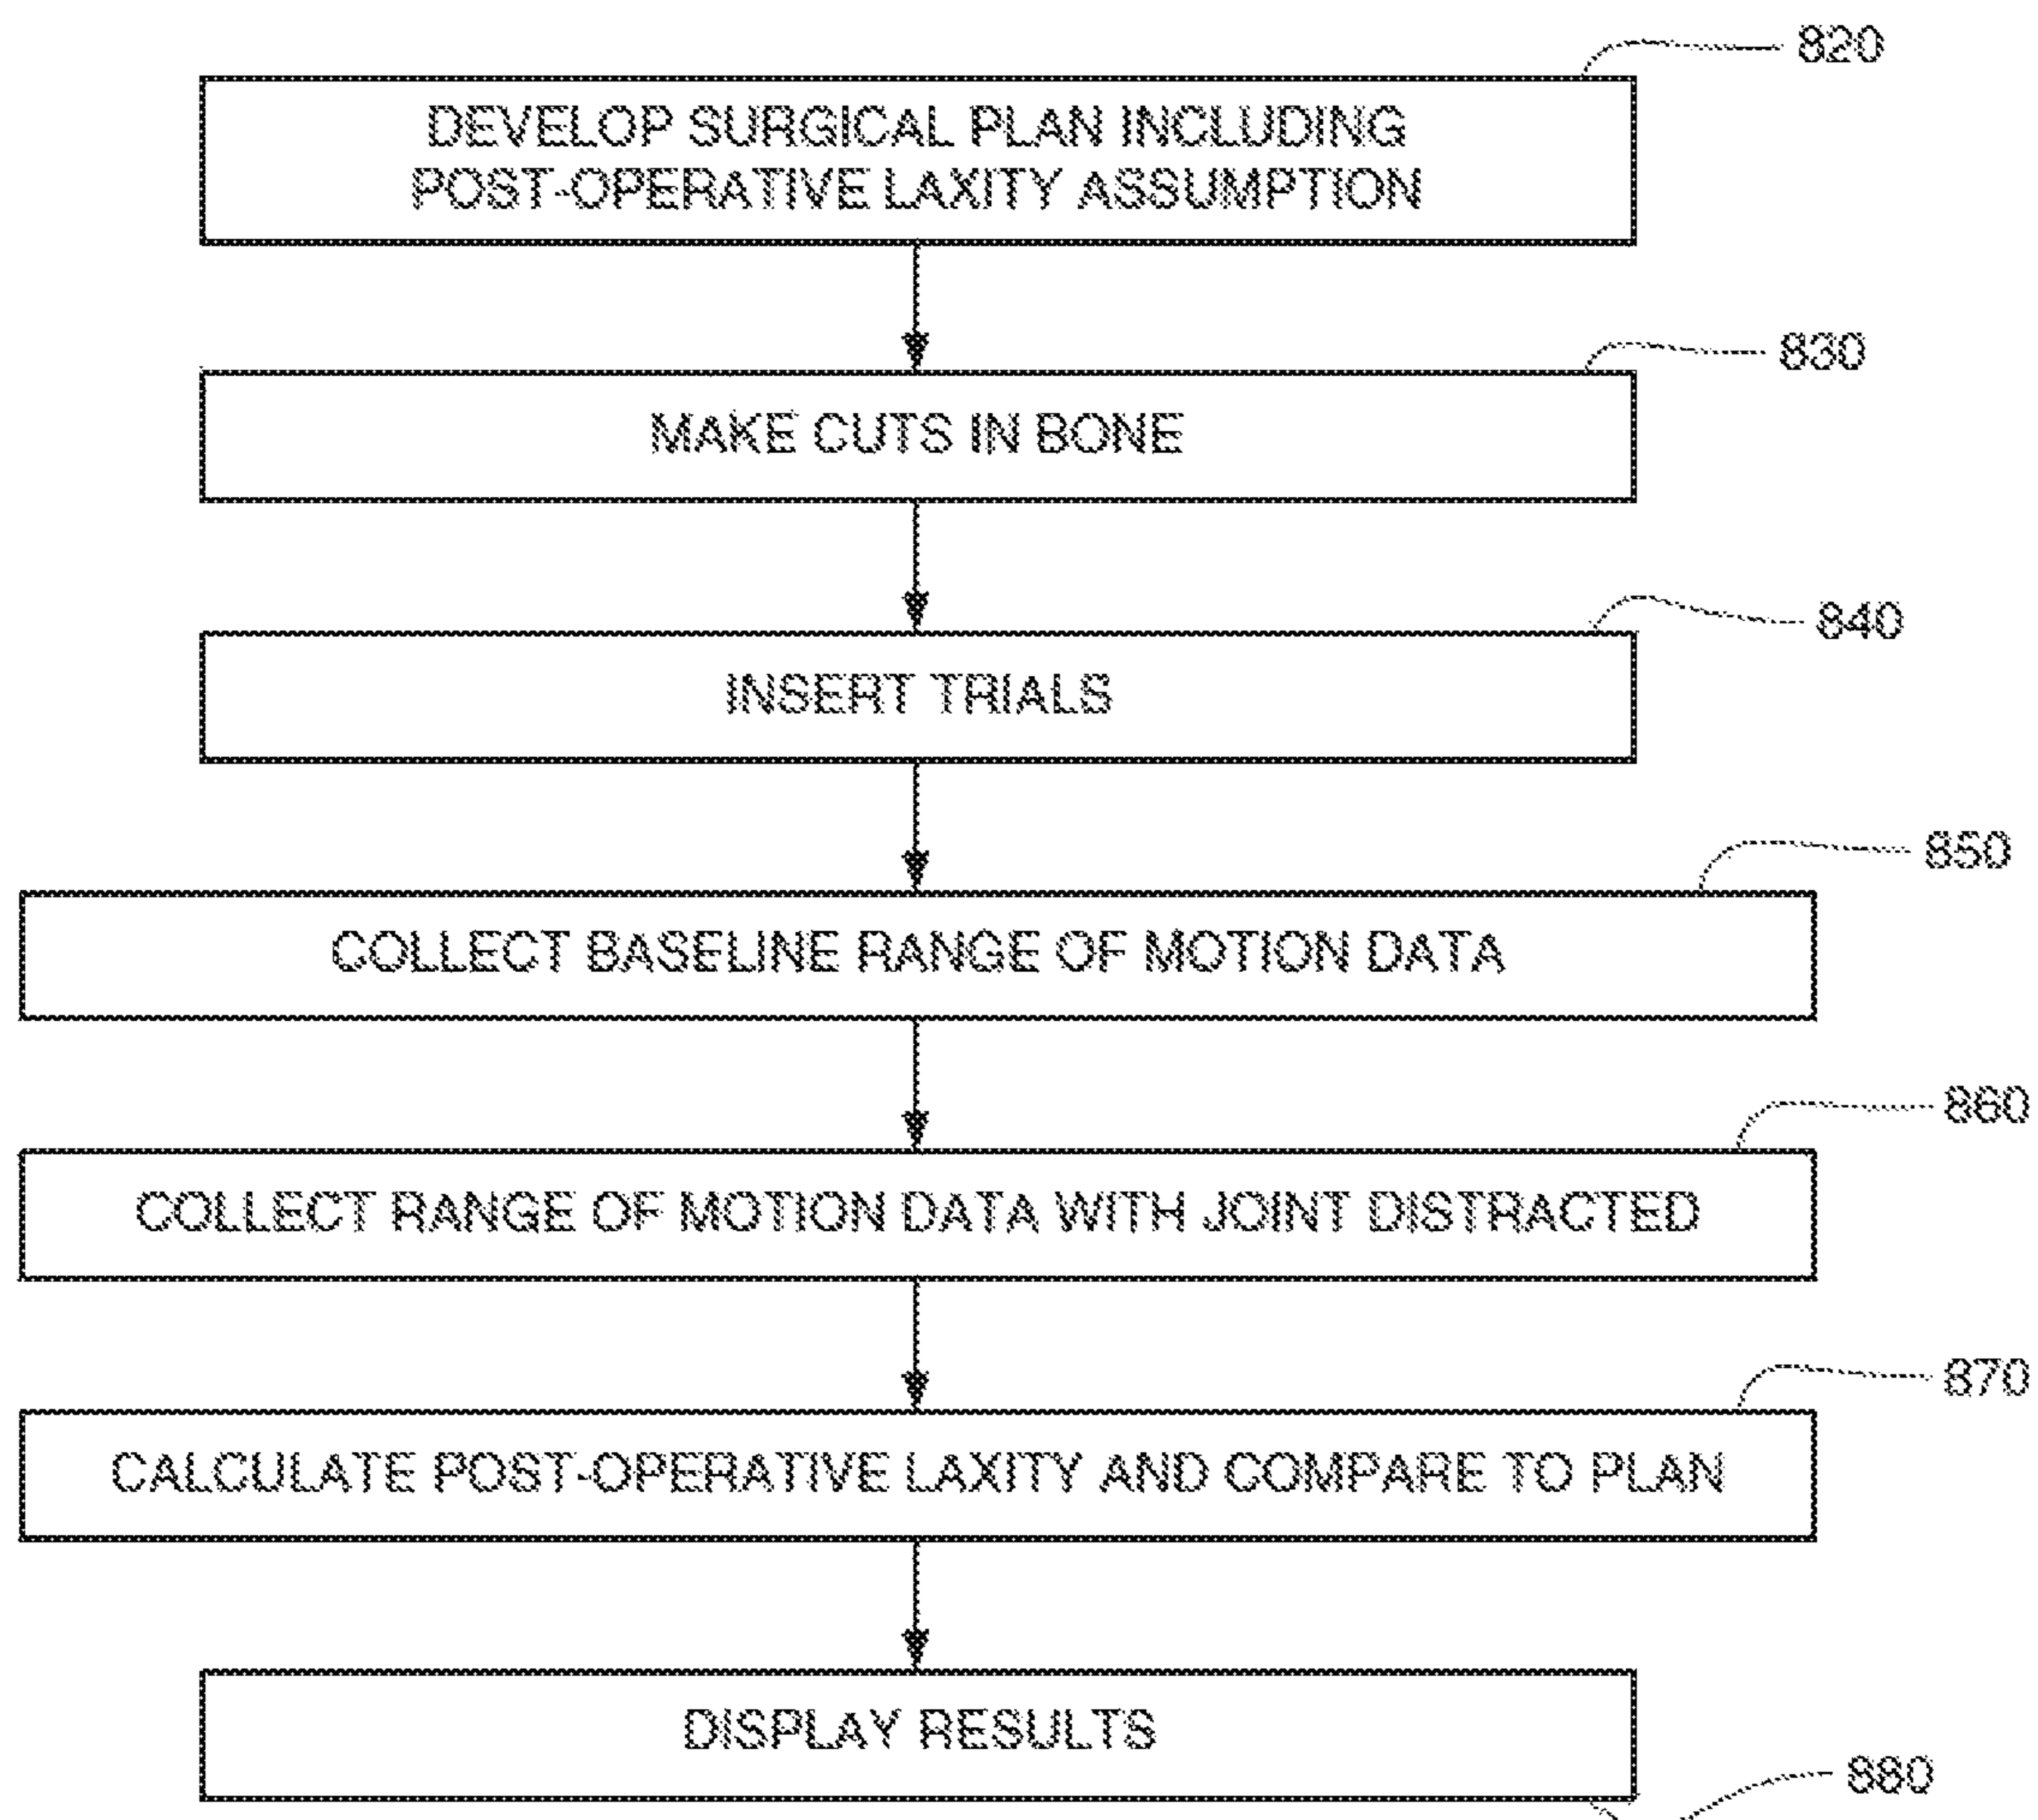 820
DEVELOP SURGICAL PLAN INCLUDING
POST-OPERATIVE LAXITY ASSUMPTION
830
MAKE CUTS IN BONE
840
INSERT TRIALS
850
COLLECT BASELINE RANGE OF MOTION DATA
860
COLLECT RANGE OF MOTION DATA WITH JOINT DISTRACTED
870
CALCULATE POST-OPERATIVE LAXITY AND COMPARE TO PLAN
DISPLAY RESULTS
880